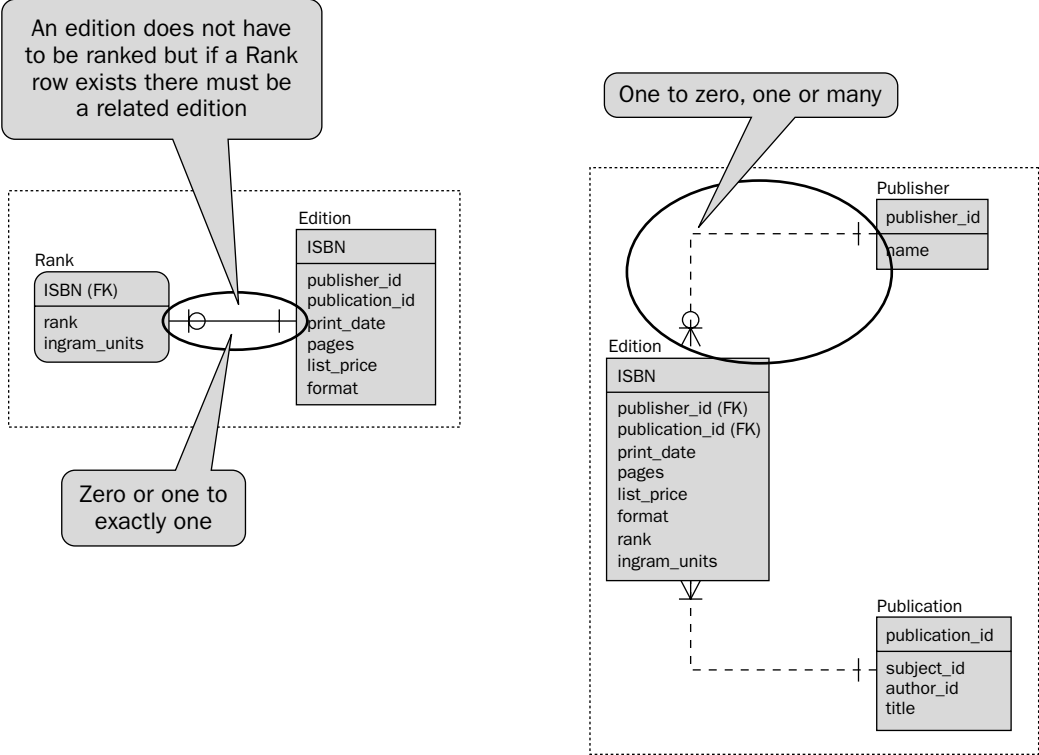 An edition does not have
to be ranked but if a Rank
row exists there must be
a related edition
Rank
ISBN (FK)
rank
ingram_units
Edition
ISBN
publisher_id
publication_id
print_date
pages
list_price
format
Zero or one to
exactly one
One to zero, one or many
Publisher
publisher_id
name
Edition
ISBN
publisher_id (FK)
publication_id (FK)
print_date
pages
list_price
format
rank
ingram_units
Publication
publication_id
subject_id
author_id
title